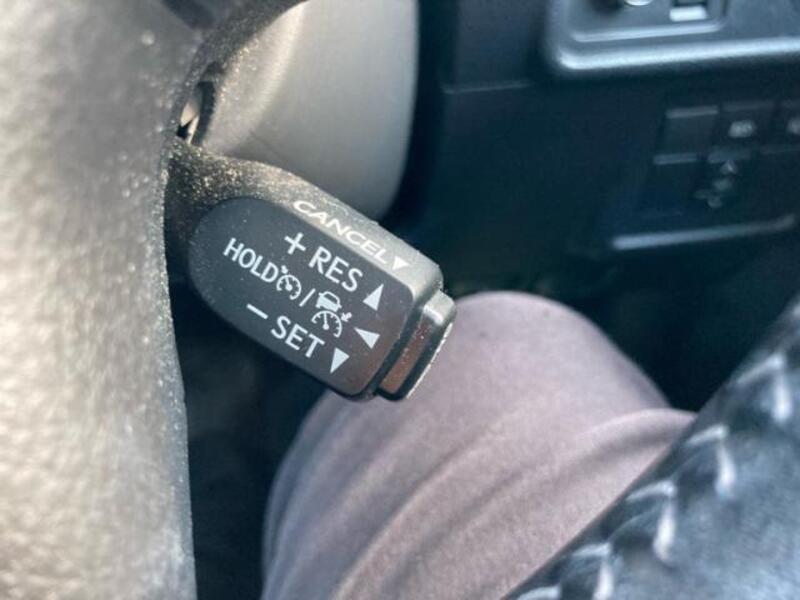 CANCEL
+ RES
HOLD /
− SET